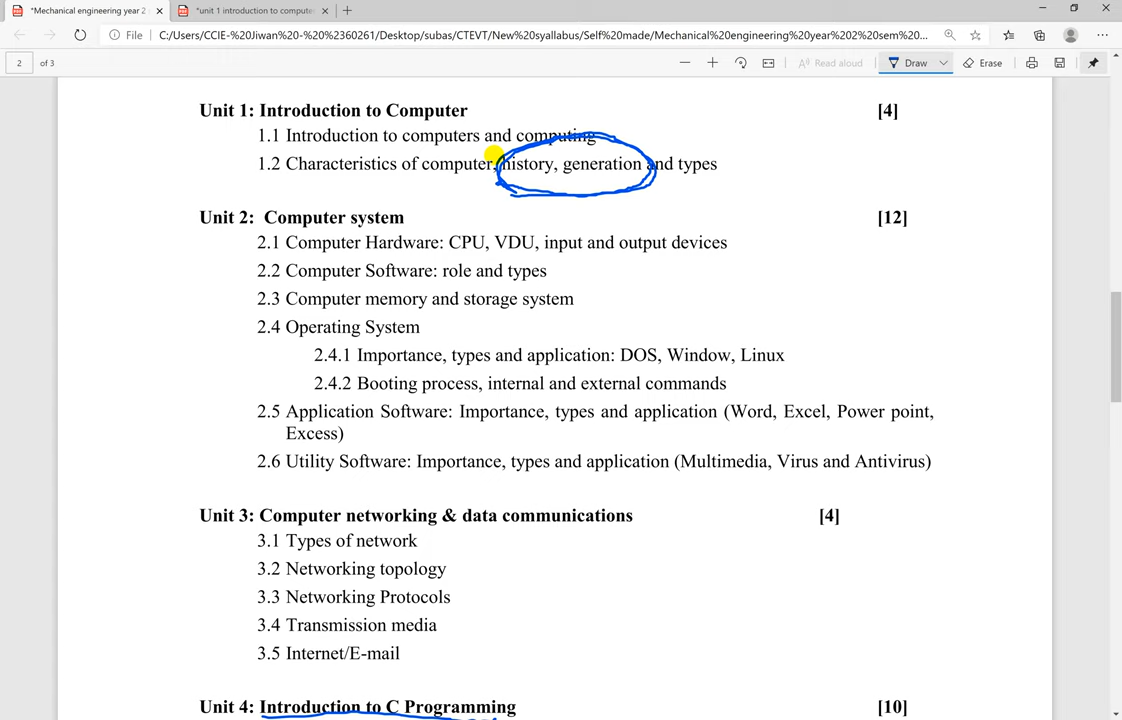 *Mechanical engineering year 2
*unit 1 introduction to compute
File
C:/Users/CCIE-%20Jiwan%20-%20%2360261/Desktop/subas/CTEVT/New%20syallabus/Self%20made/Mechanical%20engineering%20year%202%20sem%20...
2 of 3
Read aloud
Draw
Erase
Unit 1: Introduction to Computer [4]
1.1 Introduction to computers and computing
1.2 Characteristics of computer, history, generation and types
Unit 2: Computer system [12]
2.1 Computer Hardware: CPU, VDU, input and output devices
2.2 Computer Software: role and types
2.3 Computer memory and storage system
2.4 Operating System
2.4.1 Importance, types and application: DOS, Window, Linux
2.4.2 Booting process, internal and external commands
2.5 Application Software: Importance, types and application (Word, Excel, Power point,
Excess)
2.6 Utility Software: Importance, types and application (Multimedia, Virus and Antivirus)
Unit 3: Computer networking & data communications [4]
3.1 Types of network
3.2 Networking topology
3.3 Networking Protocols
3.4 Transmission media
3.5 Internet/E-mail
Unit 4: Introduction to C Programming [10]